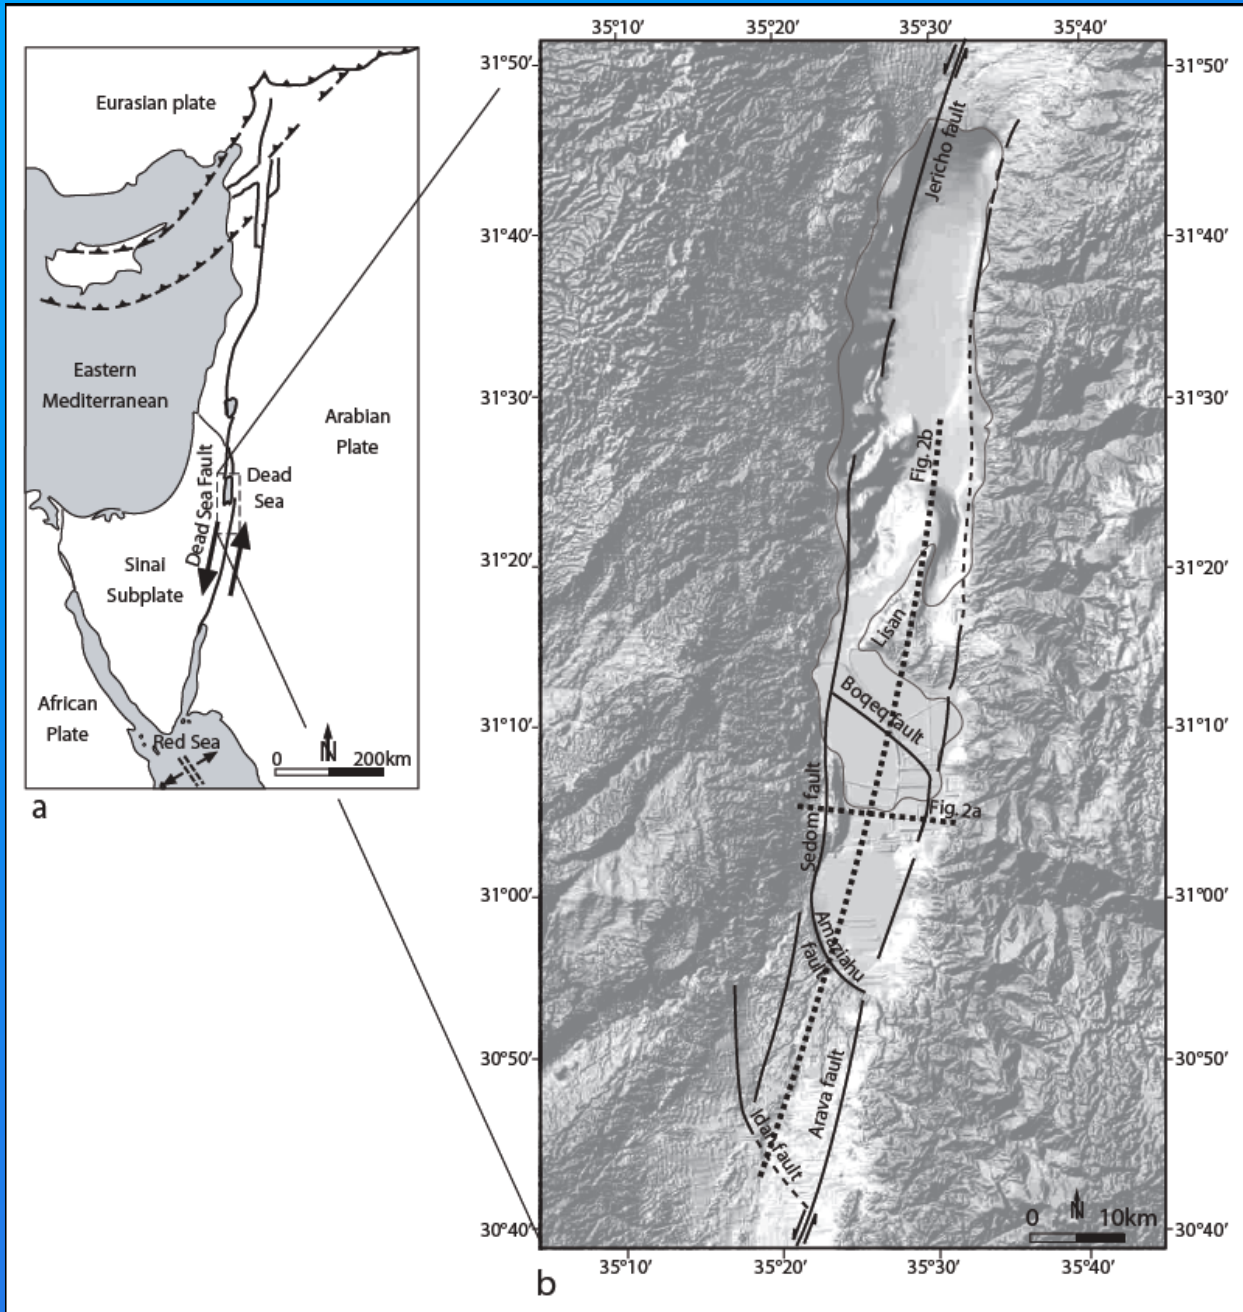 Eurasian plate
Eastern
Mediterranean
Arabian
Plate
Dead Sea Fault
Dead
Sea
Sinai
Subplate
African
Plate
Red Sea
N
0 200km
a
35°10′ 35°20′ 35°30′ 35°40′
31°50′ 31°50′
Jericho fault
31°40′ 31°40′
31°30′ 31°30′
Fig. 2b
31°20′ 31°20′
Lisan
Boqeq fault
31°10′ 31°10′
Sedom fault
Fig. 2a
31°00′ 31°00′
Amaziahu
fault
30°50′ 30°50′
Arava fault
Idan fault
N
0 10km
30°40′ 30°40′
35°10′ 35°20′ 35°30′ 35°40′
b